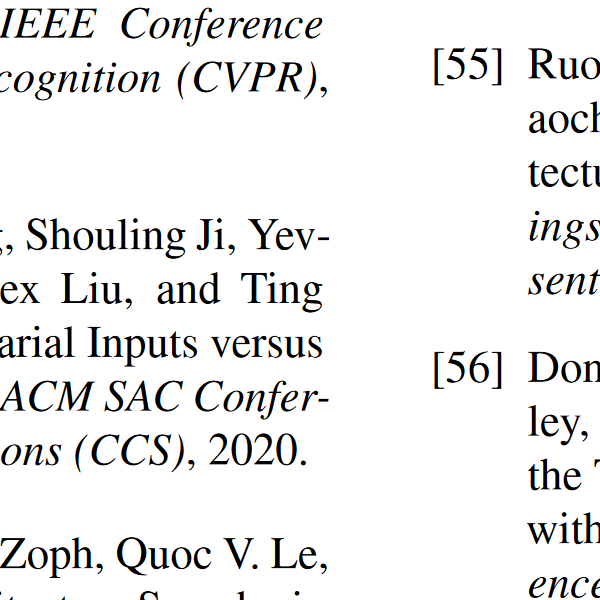 IEEE Conference
cognition (CVPR),
, Shouling Ji, Yev-
ex Liu, and Ting
arial Inputs versus
ACM SAC Confer-
ons (CCS), 2020.
Zoph, Quoc V. Le,
[55] Ruo
aoch
tectu
ings
sent
[56] Don
ley,
the
with
ence